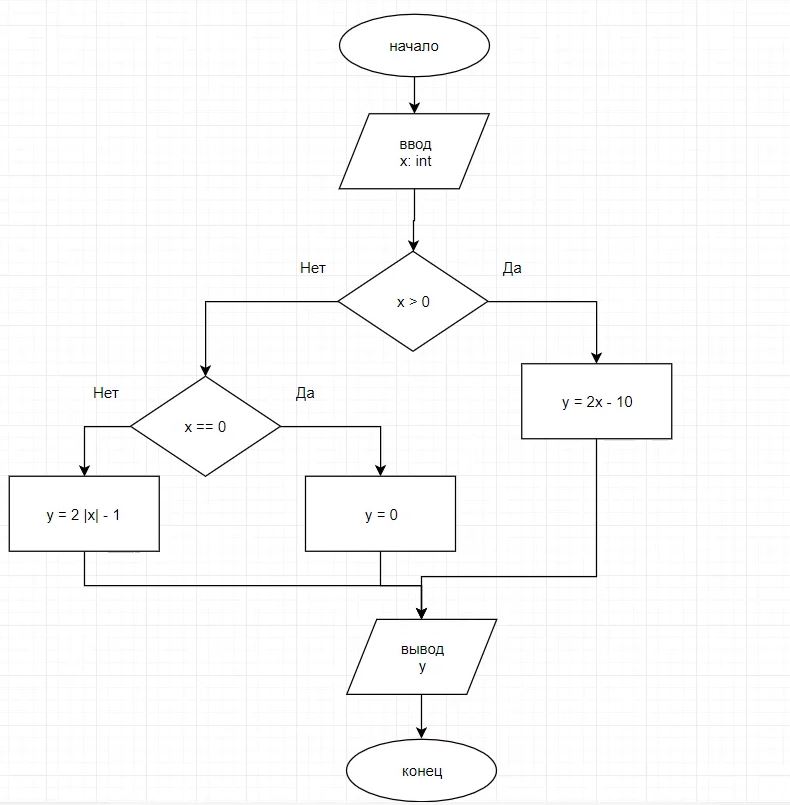 начало
ввод
x: int
Нет
Да
x > 0
y = 2x - 10
Нет
Да
x == 0
y = 2 |x| - 1
y = 0
вывод
y
конец